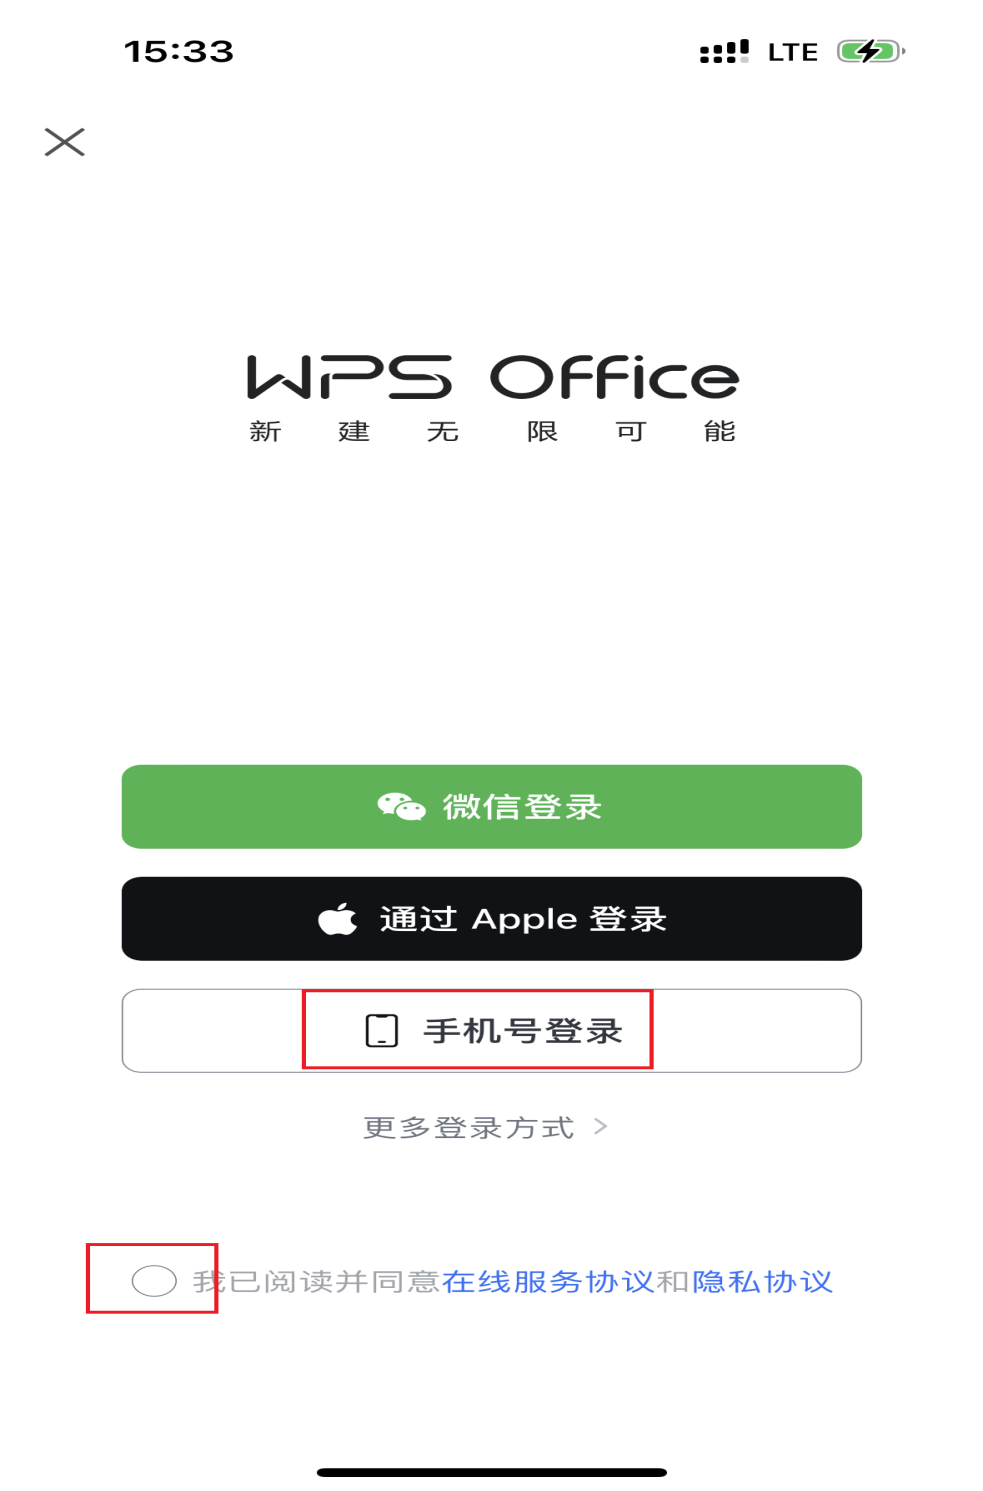 15:33 LTE
WPS Office
新建无限可能
微信登录
通过 Apple 登录
手机号登录
更多登录方式 >
我已阅读并同意在线服务协议和隐私协议